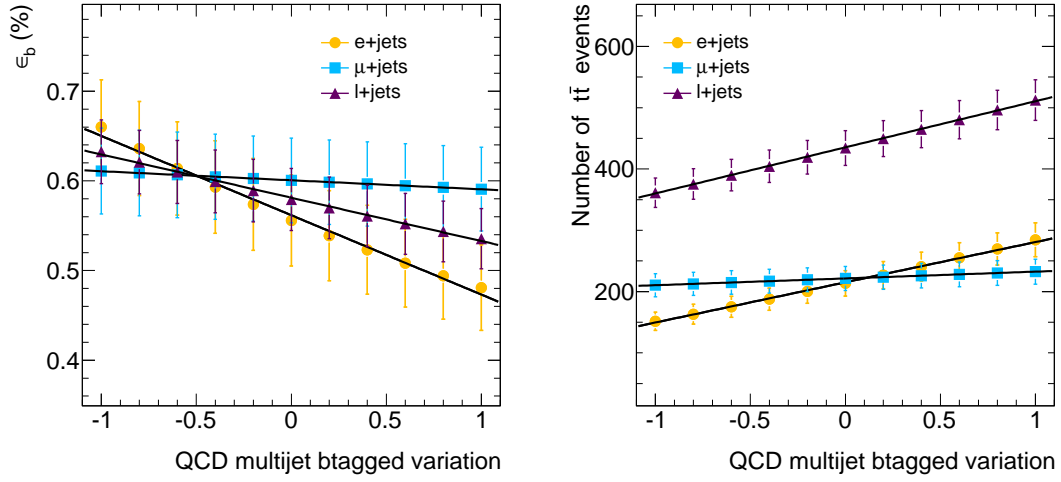 ϵ_b (%)
e+jets
μ+jets
l+jets
0.7
0.6
0.5
0.4
-1
-0.5
0
0.5
1
QCD multijet btagged variation
Number of tt̄ events
e+jets
μ+jets
l+jets
600
400
200
-1
-0.5
0
0.5
1
QCD multijet btagged variation